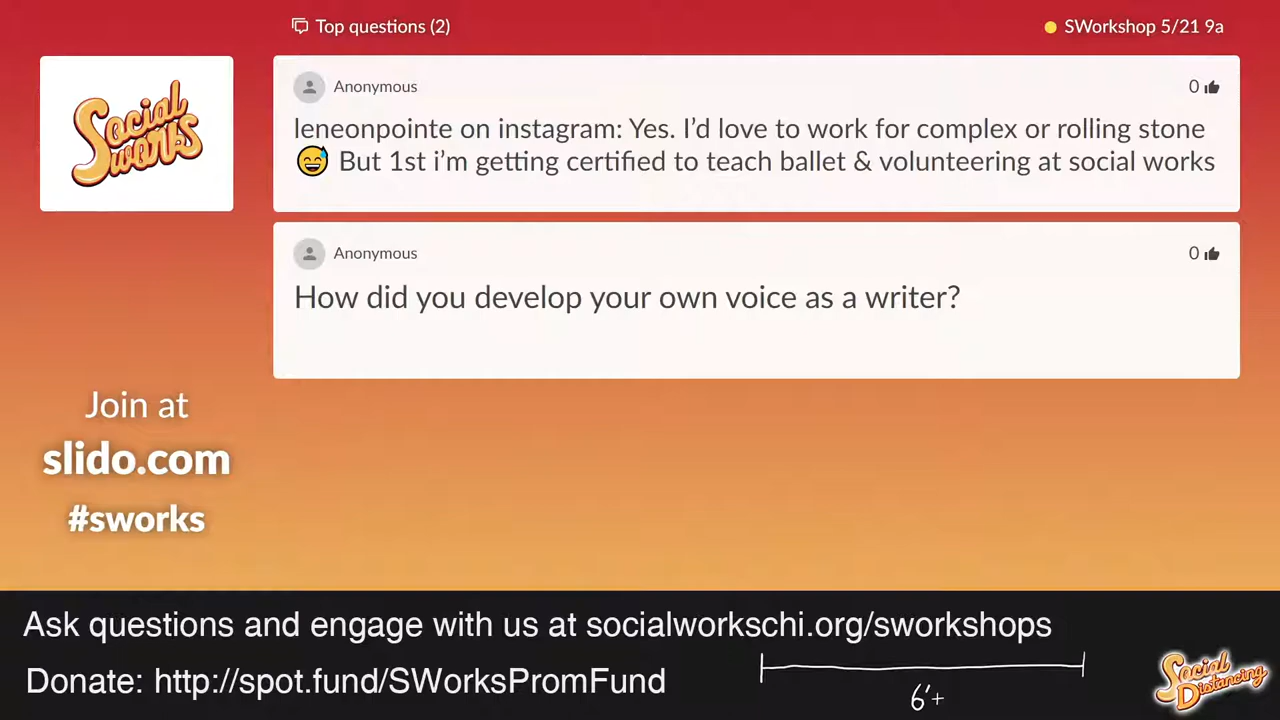 Top questions (2)
SWorkshop 5/21 9a
Social
works
Anonymous
0
leneonpointe on instagram: Yes. I’d love to work for complex or rolling stone
😅 But 1st i’m getting certified to teach ballet & volunteering at social works
Anonymous
0
How did you develop your own voice as a writer?
Join at
slido.com
#sworks
Ask questions and engage with us at socialworkschi.org/sworkshops
Donate: http://spot.fund/SWorksPromFund
6'+
Social
Distancing